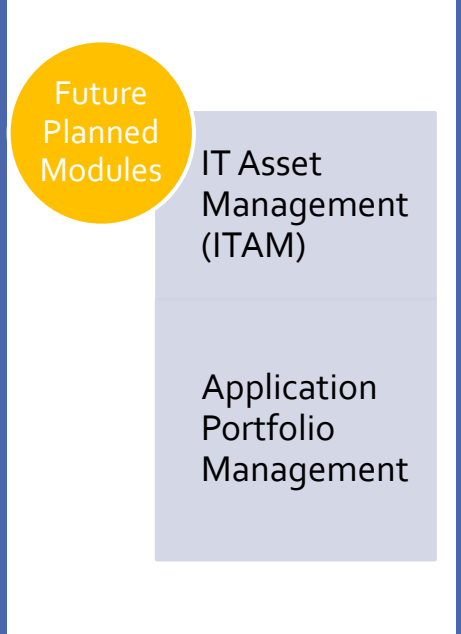 Future
Planned
Modules
IT Asset
Management
(ITAM)
Application
Portfolio
Management